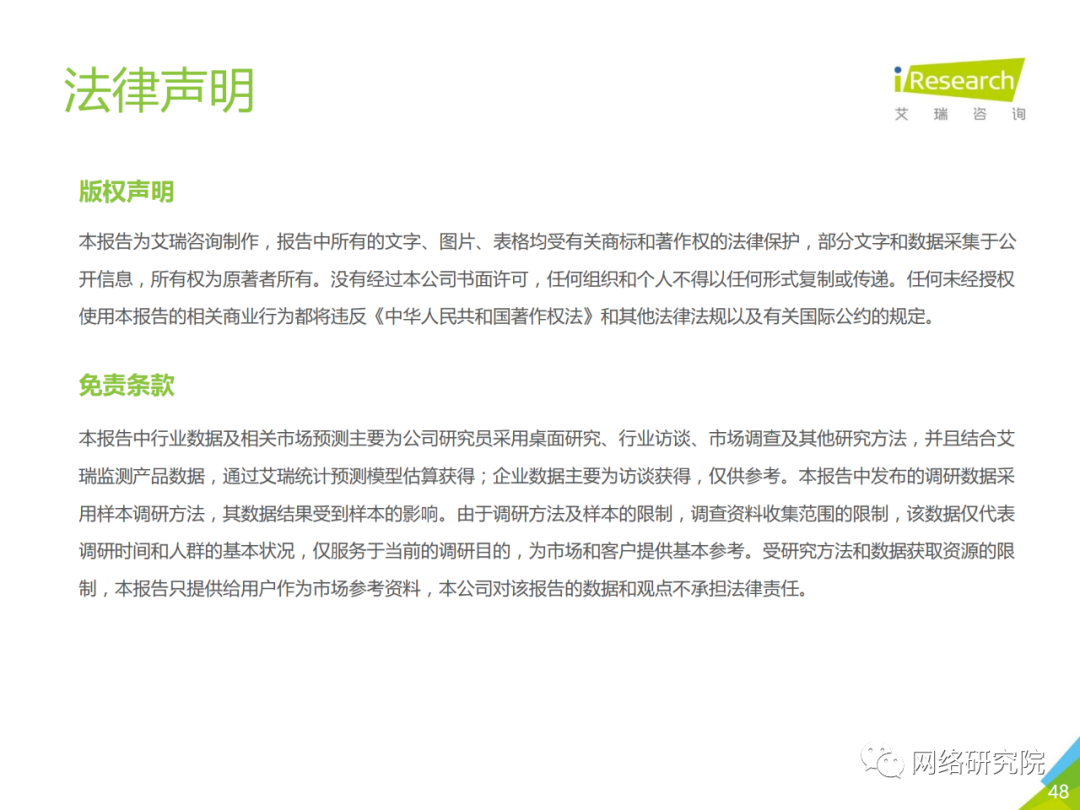 法律声明
iResearch
艾瑞咨询
版权声明
本报告为艾瑞咨询制作，报告中所有的文字、图片、表格均受有关商标和著作权的法律保护，部分文字和数据采集于公
开信息，所有权为原著者所有。没有经过本公司书面许可，任何组织和个人不得以任何形式复制或传递。任何未经授权
使用本报告的相关商业行为都将违反《中华人民共和国著作权法》和其他法律法规以及有关国际公约的规定。
免责条款
本报告中行业数据及相关市场预测主要为公司研究员采用桌面研究、行业访谈、市场调查及其他研究方法，并且结合艾
瑞监测产品数据，通过艾瑞统计预测模型估算获得；企业数据主要为访谈获得，仅供参考。本报告中发布的调研数据采
用样本调研方法，其数据结果受到样本的影响。由于调研方法及样本的限制，调查资料收集范围的限制，该数据仅代表
调研时间和人群的基本状况，仅服务于当前的调研目的，为市场和客户提供基本参考。受研究方法和数据获取资源的限
制，本报告只提供给用户作为市场参考资料，本公司对该报告的数据和观点不承担法律责任。
网络研究院
48